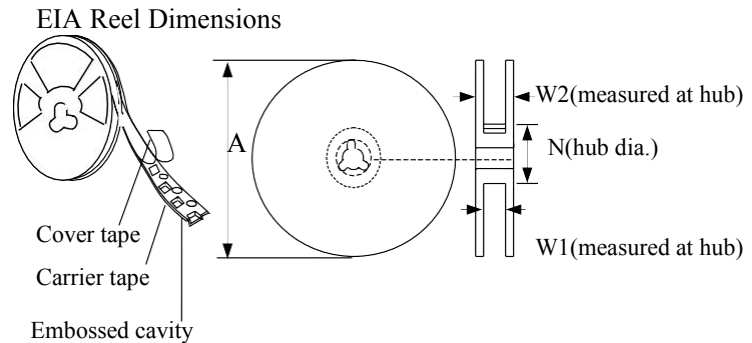 EIA Reel Dimensions
W2(measured at hub)
A
N(hub dia.)
Cover tape
W1(measured at hub)
Carrier tape
Embossed cavity